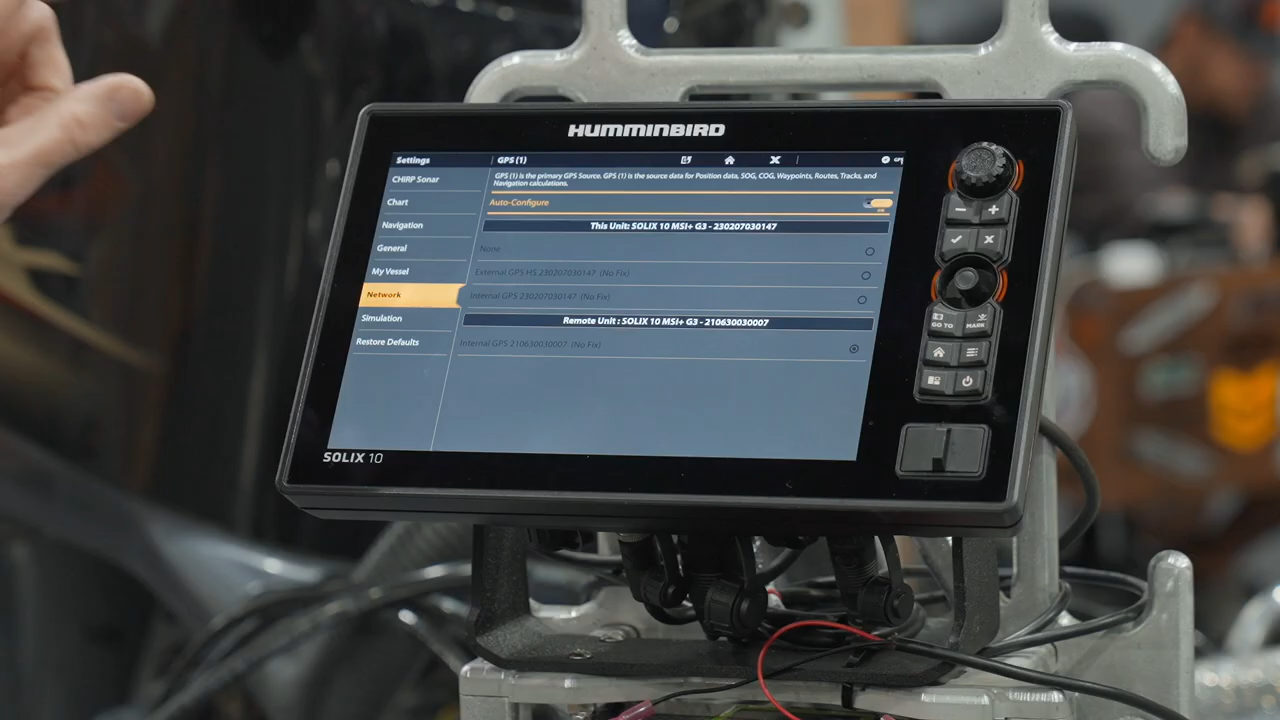 HUMMINBIRD
Settings
GPS (1)
GPS (1) is the primary GPS Source. GPS (1) is the source data for Position data, SOG, COG, Waypoints, Routes, Tracks, and
Navigation calculations.
CHIRP Sonar
Chart
Navigation
General
My Vessel
Network
Simulation
Restore Defaults
Auto-Configure
This Unit: SOLIX 10 MSI+ G3 - 230207030147
None
External GPS HS 230207030147 (No Fix)
Internal GPS 230207030147 (No Fix)
Remote Unit : SOLIX 10 MSI+ G3 - 210630030007
Internal GPS 210630030007 (No Fix)
GO TO
MARK
SOLIX 10